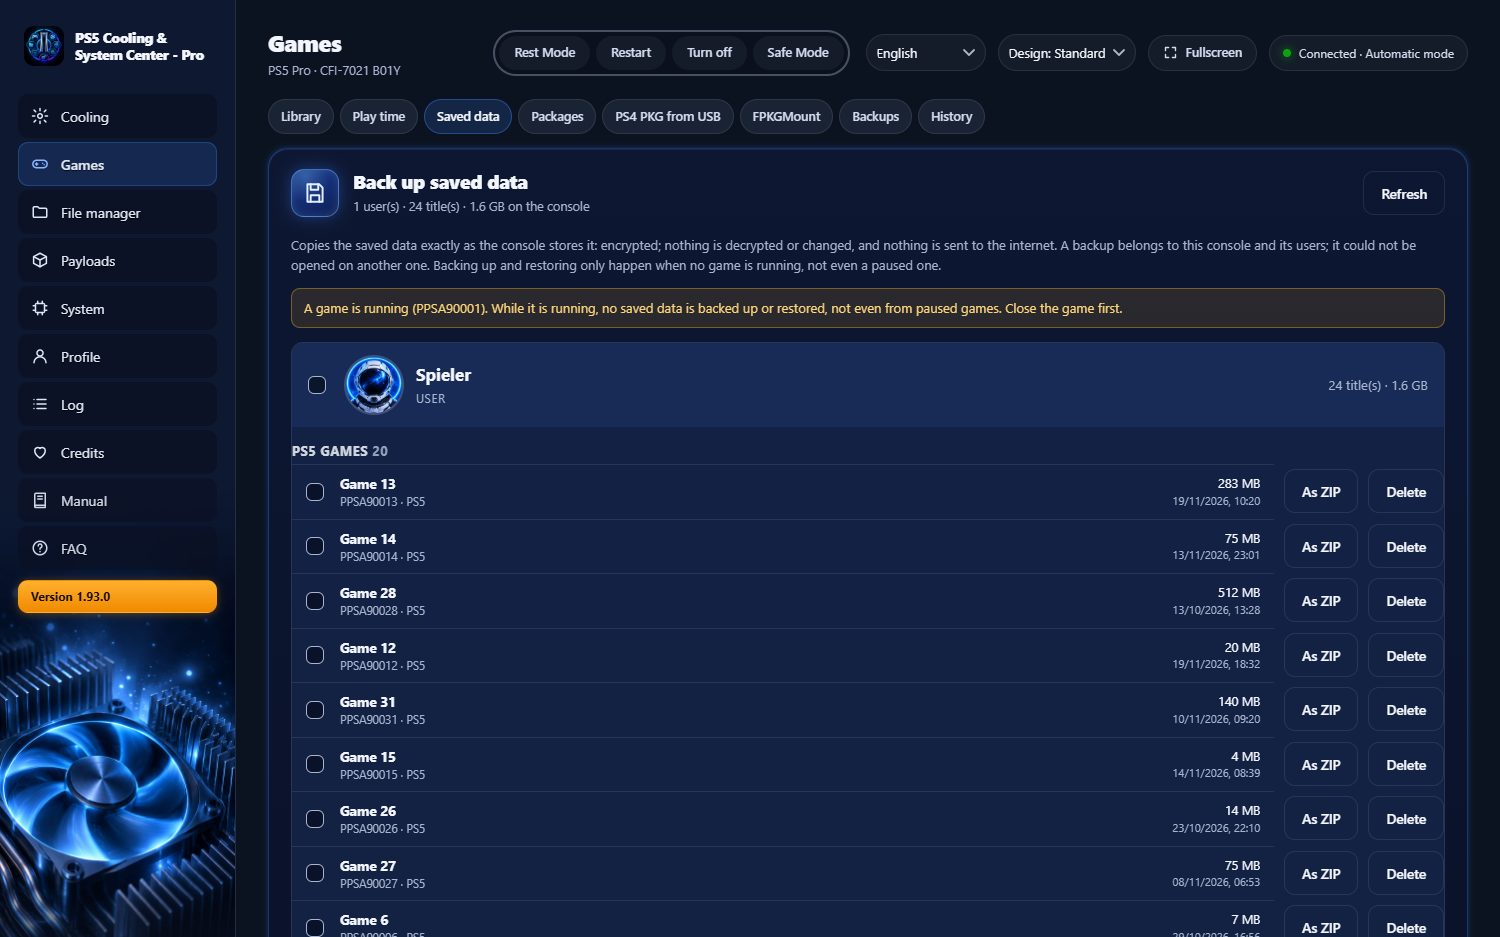 PS5 Cooling &
System Center - Pro
Cooling
Games
File manager
Payloads
System
Profile
Log
Credits
Manual
FAQ
Version 1.93.0
Games
PS5 Pro · CFI-7021 B01Y
Rest Mode
Restart
Turn off
Safe Mode
English
Design: Standard
Fullscreen
Connected · Automatic mode
Library
Play time
Saved data
Packages
PS4 PKG from USB
FPKGMount
Backups
History
Back up saved data
1 user(s) · 24 title(s) · 1.6 GB on the console
Refresh
Copies the saved data exactly as the console stores it: encrypted; nothing is decrypted or changed, and nothing is sent to the internet. A backup belongs to this console and its users; it could not be
opened on another one. Backing up and restoring only happen when no game is running, not even a paused one.
A game is running (PPSA90001). While it is running, no saved data is backed up or restored, not even from paused games. Close the game first.
Spieler
USER
24 title(s) · 1.6 GB
PS5 GAMES 20
Game 13
PPSA90013 · PS5
283 MB
19/11/2026, 10:20
As ZIP
Delete
Game 14
PPSA90014 · PS5
75 MB
13/11/2026, 23:01
As ZIP
Delete
Game 28
PPSA90028 · PS5
512 MB
13/10/2026, 13:28
As ZIP
Delete
Game 12
PPSA90012 · PS5
20 MB
19/11/2026, 18:32
As ZIP
Delete
Game 31
PPSA90031 · PS5
140 MB
10/11/2026, 09:20
As ZIP
Delete
Game 15
PPSA90015 · PS5
4 MB
14/11/2026, 08:39
As ZIP
Delete
Game 26
PPSA90026 · PS5
14 MB
23/10/2026, 22:10
As ZIP
Delete
Game 27
PPSA90027 · PS5
75 MB
08/11/2026, 06:53
As ZIP
Delete
Game 6
PPSA90006 · PS5
7 MB
29/10/2026, 16:56
As ZIP
Delete